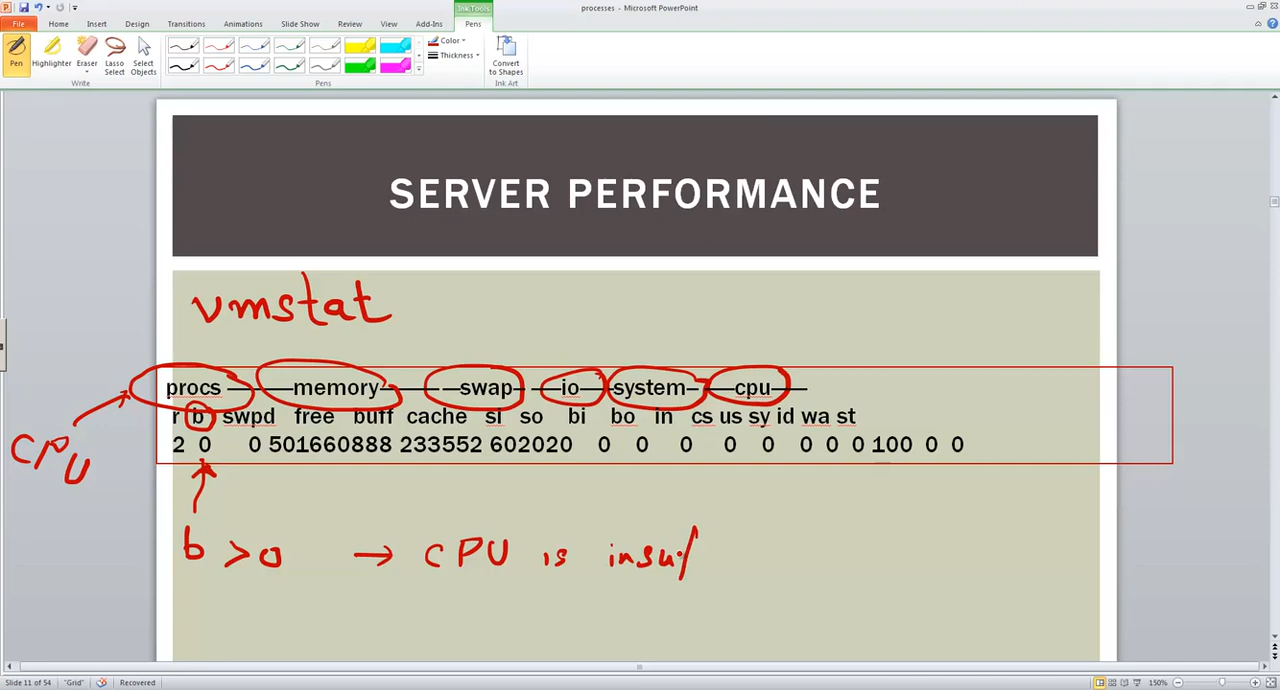 processes - Microsoft PowerPoint
Ink Tools
File Home Insert Design Transitions Animations Slide Show Review View Add-Ins Pens
Pen Highlighter Eraser Lasso Select Select Objects
Color
Thickness
Convert to Shapes
Write Pens Ink Art
SERVER PERFORMANCE
vmstat
procs memory swap io system cpu
r b swpd free buff cache si so bi bo in cs us sy id wa st
2 0 0 501660888 233552 602020 0 0 0 0 0 0 0 0 100 0 0
CPU
b >0 → CPU is insuf
Slide 11 of 54 "Grid" Recovered 150%